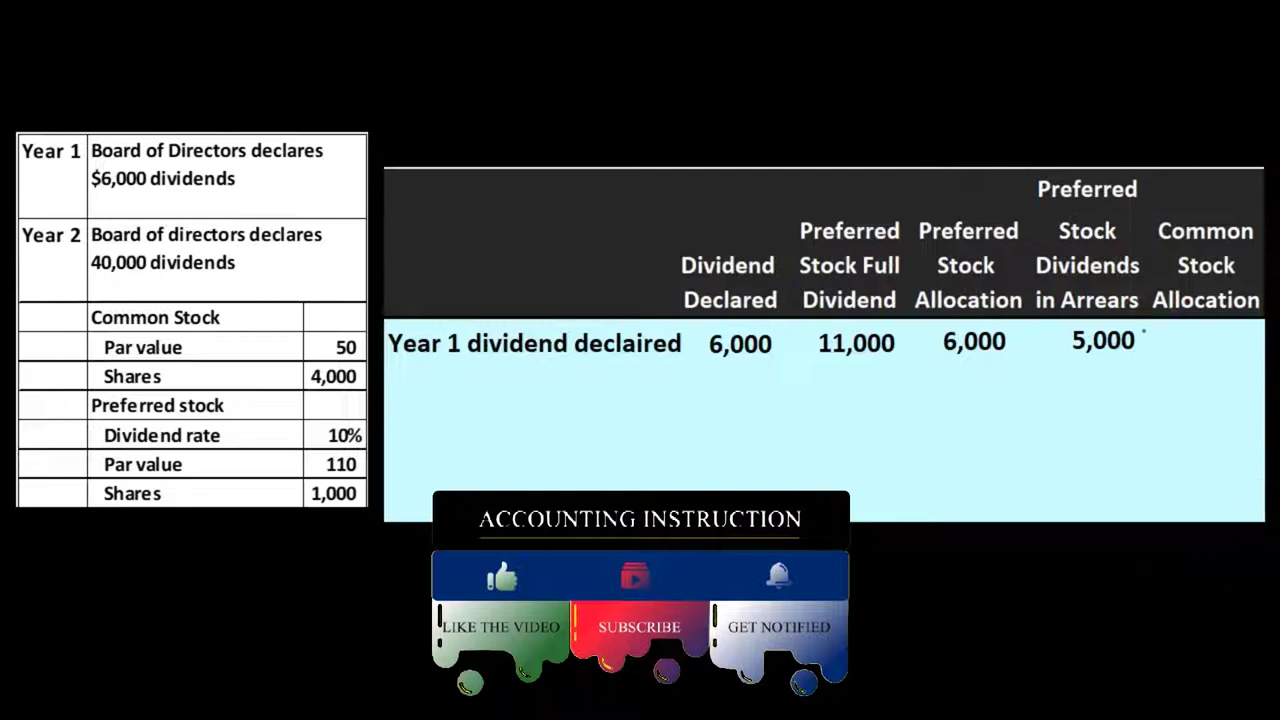 Year 1 Board of Directors declares
$6,000 dividends
Year 2 Board of directors declares
40,000 dividends
Common Stock
Par value 50
Shares 4,000
Preferred stock
Dividend rate 10%
Par value 110
Shares 1,000
Preferred
Preferred Preferred Stock Common
Dividend Stock Full Stock Dividends Stock
Declared Dividend Allocation in Arrears Allocation
Year 1 dividend declaired 6,000 11,000 6,000 5,000
ACCOUNTING INSTRUCTION
LIKE THE VIDEO SUBSCRIBE GET NOTIFIED